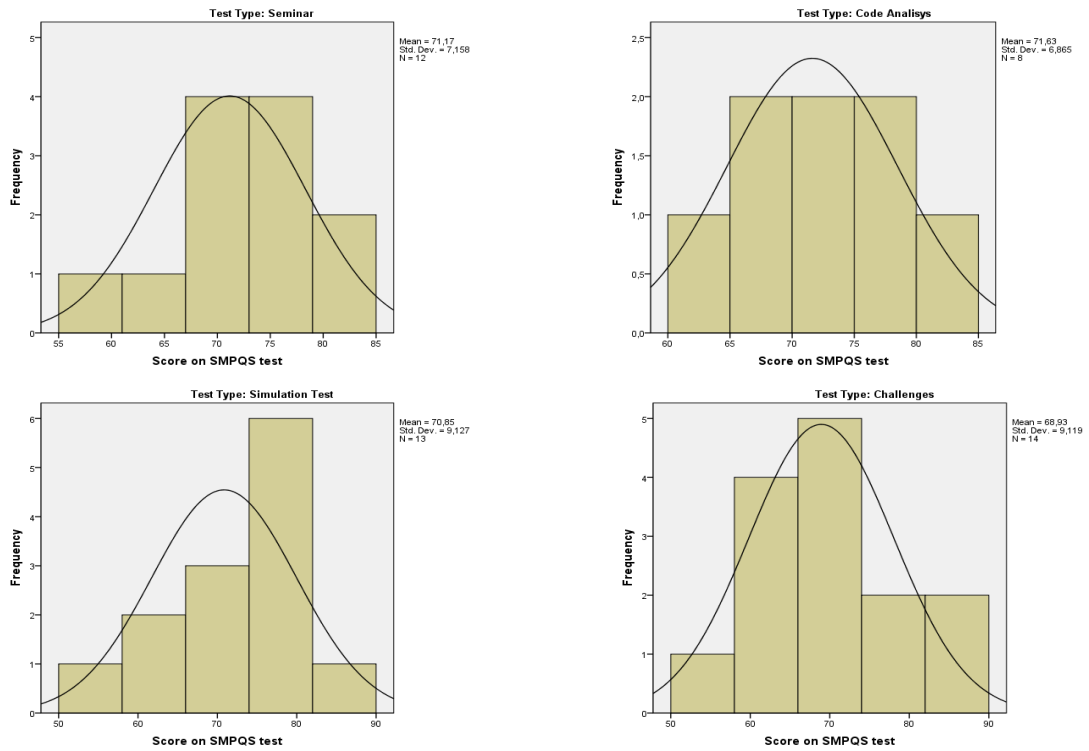 Test Type: Seminar
Mean = 71,17
Std. Dev. = 7,158
N = 12
Frequency
5
4
3
2
1
0
55 60 65 70 75 80 85
Score on SMPQS test
Test Type: Code Analisys
Mean = 71,63
Std. Dev. = 6,865
N = 8
Frequency
2,5
2,0
1,5
1,0
0,5
0,0
60 65 70 75 80 85
Score on SMPQS test
Test Type: Simulation Test
Mean = 70,85
Std. Dev. = 9,127
N = 13
Frequency
6
5
4
3
2
1
0
50 60 70 80 90
Score on SMPQS test
Test Type: Challenges
Mean = 68,93
Std. Dev. = 9,119
N = 14
Frequency
5
4
3
2
1
0
50 60 70 80 90
Score on SMPQS test